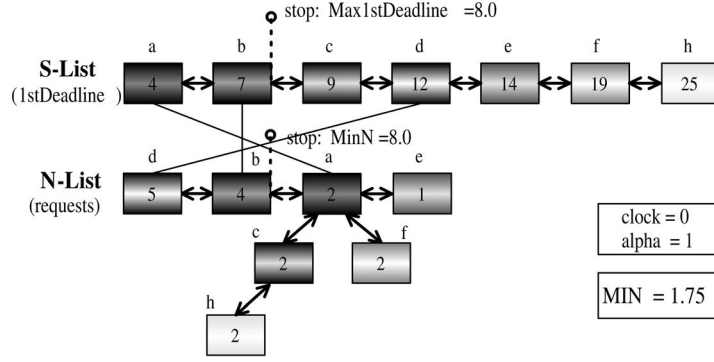 stop: Max1stDeadline =8.0
a b c d e f h
S-List
(1stDeadline )
4 7 9 12 14 19 25
stop: MinN =8.0
d b a e
N-List
(requests)
5 4 2 1
c f
2 2
h
2
clock = 0
alpha = 1
MIN = 1.75